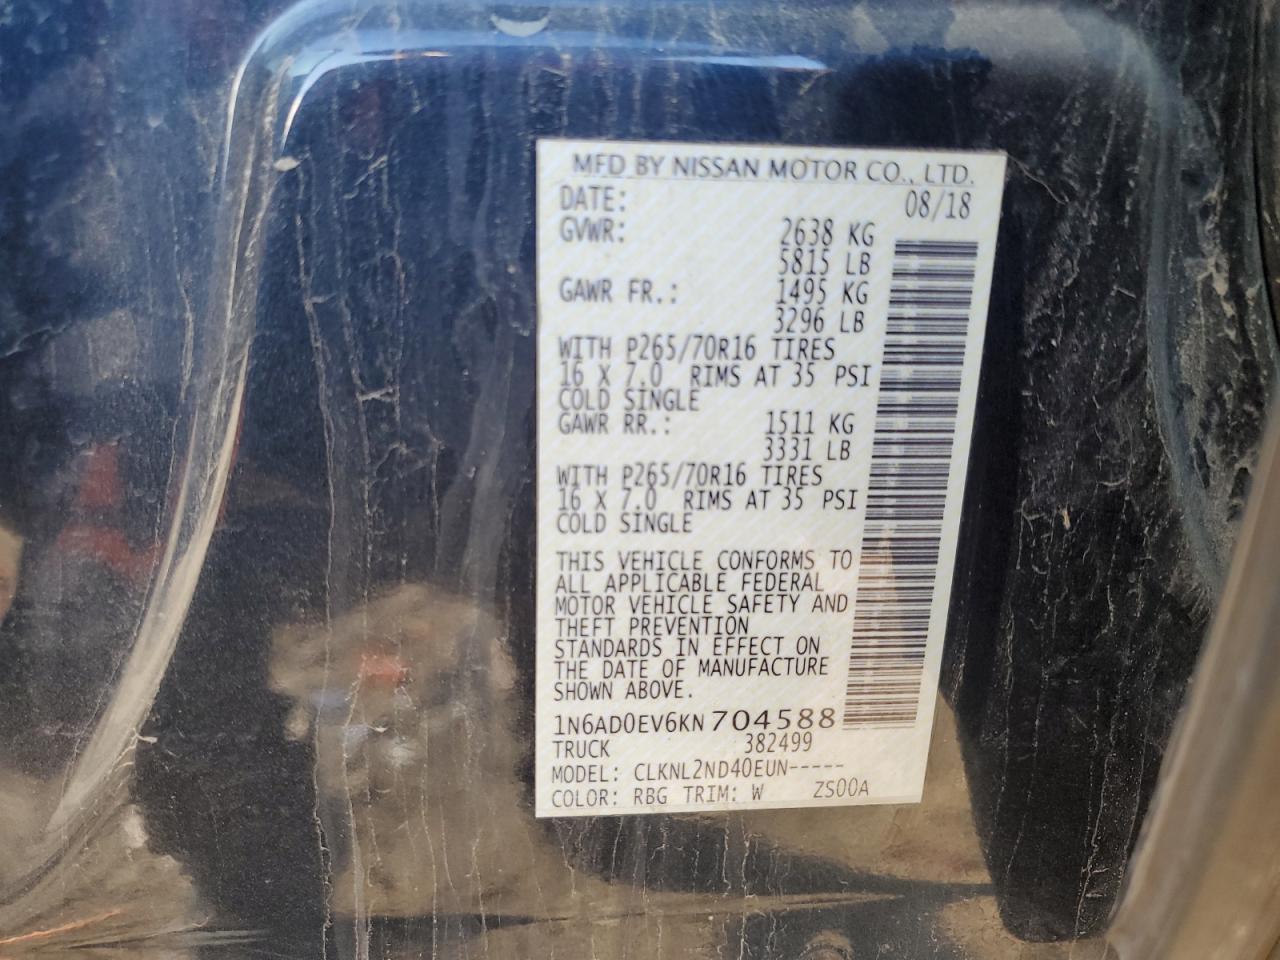 MFD BY NISSAN MOTOR CO., LTD.
DATE: 08/18
GVWR: 2638 KG
5815 LB
GAWR FR.: 1495 KG
3296 LB
WITH P265/70R16 TIRES
16 X 7.0 RIMS AT 35 PSI
COLD SINGLE
GAWR RR.: 1511 KG
3331 LB
WITH P265/70R16 TIRES
16 X 7.0 RIMS AT 35 PSI
COLD SINGLE
THIS VEHICLE CONFORMS TO
ALL APPLICABLE FEDERAL
MOTOR VEHICLE SAFETY AND
THEFT PREVENTION
STANDARDS IN EFFECT ON
THE DATE OF MANUFACTURE
SHOWN ABOVE.
1N6AD0EV6KN704588
TRUCK 382499
MODEL: CLKNL2ND40EUN-----
COLOR: RBG TRIM: W ZS00A